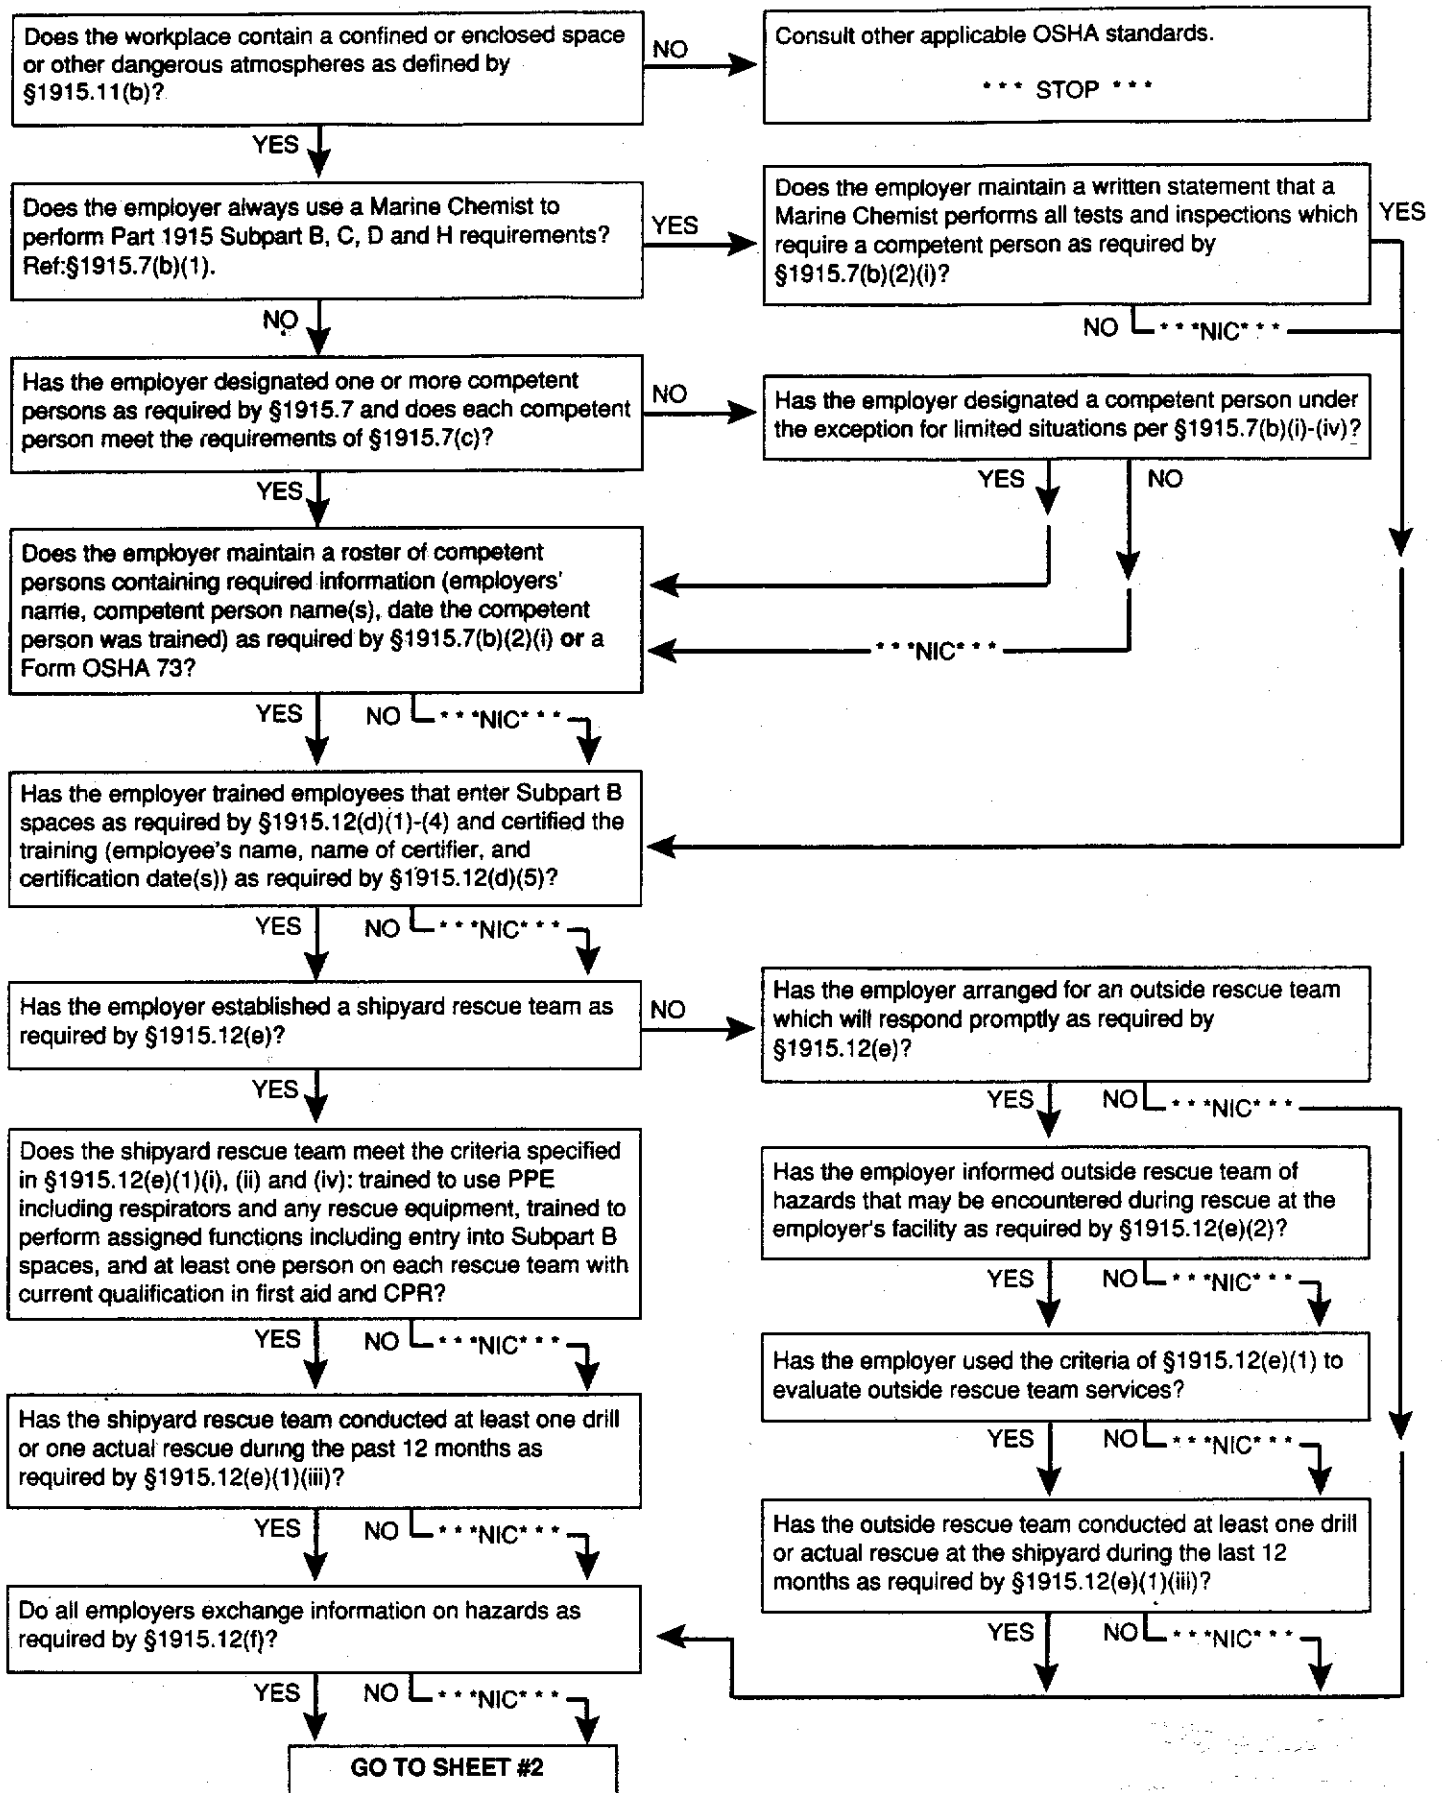 Does the workplace contain a confined or enclosed space
or other dangerous atmospheres as defined by
§1915.11(b)?
NO
Consult other applicable OSHA standards.
* * * STOP * * *
YES
Does the employer always use a Marine Chemist to
perform Part 1915 Subpart B, C, D and H requirements?
Ref:§1915.7(b)(1).
YES
Does the employer maintain a written statement that a
Marine Chemist performs all tests and inspections which
require a competent person as required by
§1915.7(b)(2)(i)?
YES
NO
NO
* * *NIC* * *
Has the employer designated one or more competent
persons as required by §1915.7 and does each competent
person meet the requirements of §1915.7(c)?
NO
Has the employer designated a competent person under
the exception for limited situations per §1915.7(b)(i)-(iv)?
YES
YES
NO
Does the employer maintain a roster of competent
persons containing required information (employers'
name, competent person name(s), date the competent
person was trained) as required by §1915.7(b)(2)(i) or a
Form OSHA 73?
* * *NIC* * *
YES
NO
* * *NIC* * *
Has the employer trained employees that enter Subpart B
spaces as required by §1915.12(d)(1)-(4) and certified the
training (employee's name, name of certifier, and
certification date(s)) as required by §1915.12(d)(5)?
YES
NO
* * *NIC* * *
Has the employer established a shipyard rescue team as
required by §1915.12(e)?
NO
Has the employer arranged for an outside rescue team
which will respond promptly as required by
§1915.12(e)?
YES
YES
NO
* * *NIC* * *
Does the shipyard rescue team meet the criteria specified
in §1915.12(e)(1)(i), (ii) and (iv): trained to use PPE
including respirators and any rescue equipment, trained to
perform assigned functions including entry into Subpart B
spaces, and at least one person on each rescue team with
current qualification in first aid and CPR?
Has the employer informed outside rescue team of
hazards that may be encountered during rescue at the
employer's facility as required by §1915.12(e)(2)?
YES
NO
* * *NIC* * *
YES
NO
* * *NIC* * *
Has the employer used the criteria of §1915.12(e)(1) to
evaluate outside rescue team services?
Has the shipyard rescue team conducted at least one drill
or one actual rescue during the past 12 months as
required by §1915.12(e)(1)(iii)?
YES
NO
* * *NIC* * *
YES
NO
* * *NIC* * *
Has the outside rescue team conducted at least one drill
or actual rescue at the shipyard during the last 12
months as required by §1915.12(e)(1)(iii)?
Do all employers exchange information on hazards as
required by §1915.12(f)?
YES
NO
* * *NIC* * *
YES
NO
* * *NIC* * *
GO TO SHEET #2